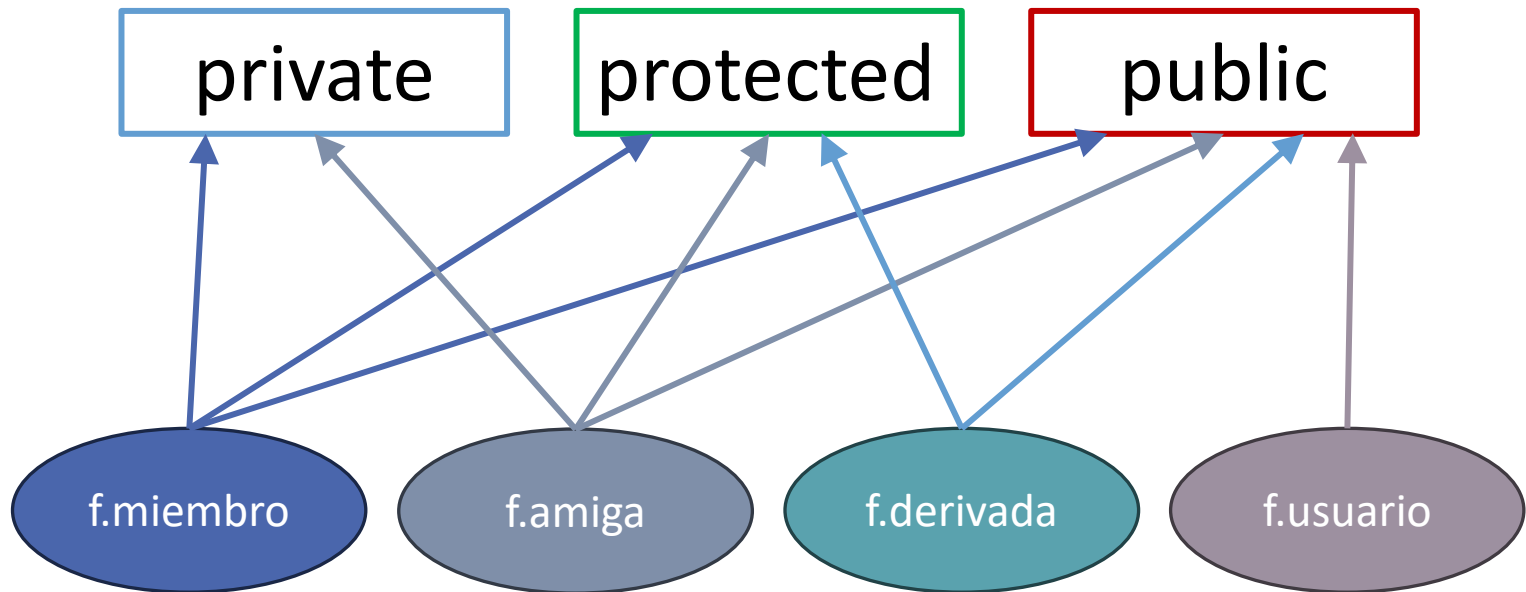 private
protected
public
f.miembro
f.amiga
f.derivada
f.usuario